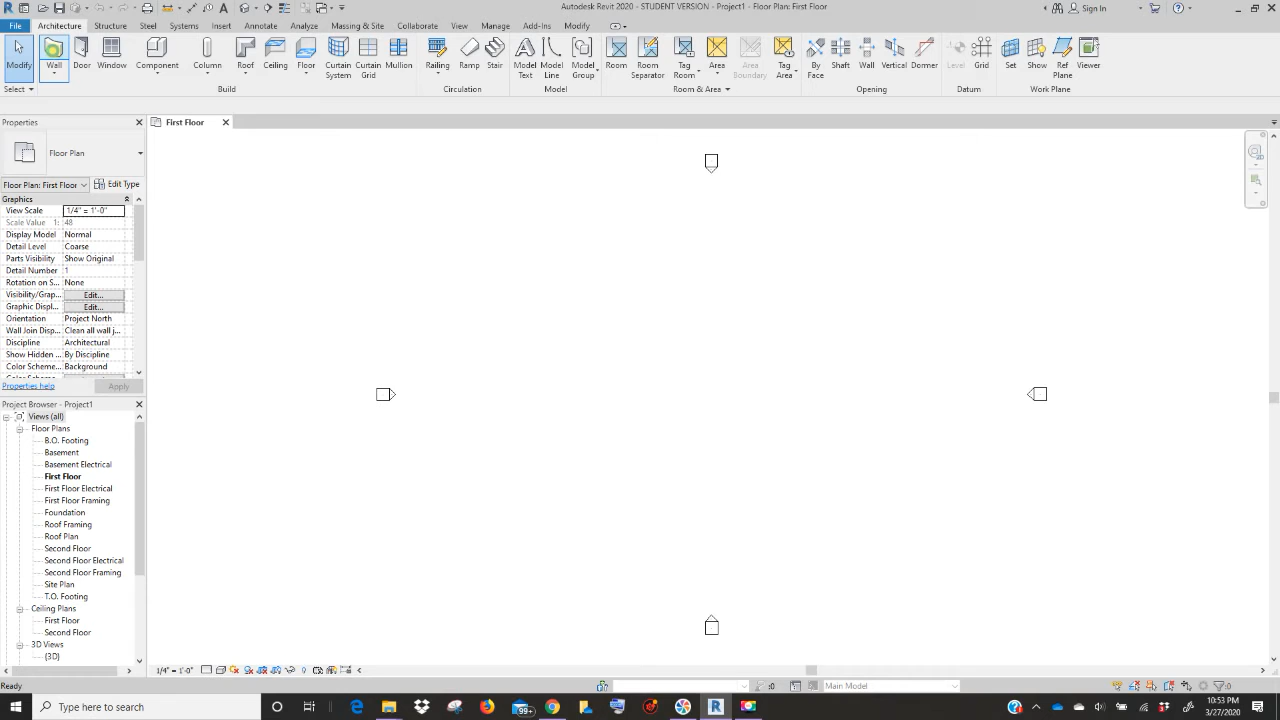 Autodesk Revit 2020 - STUDENT VERSION - Project1 - Floor Plan: First Floor
Sign In
File Architecture Structure Steel Systems Insert Annotate Analyze Massing & Site Collaborate View Manage Add-Ins Modify
Modify Wall Door Window Component Column Roof Ceiling Floor Curtain System Curtain Grid Mullion Railing Ramp Stair Model Text Model Line Model Group Room Room Separator Tag Room Area Area Boundary Tag Area By Face Shaft Wall Vertical Dormer Level Grid Set Show Ref Plane Viewer
Select Build Circulation Model Room & Area Opening Datum Work Plane
Properties
First Floor
Floor Plan
Floor Plan: First Floor Edit Type
Graphics
View Scale 1/4" = 1'-0"
Scale Value 1: 48
Display Model Normal
Detail Level Coarse
Parts Visibility Show Original
Detail Number 1
Rotation on S... None
Visibility/Grap... Edit...
Graphic Displ... Edit...
Orientation Project North
Wall Join Disp... Clean all wall j...
Discipline Architectural
Show Hidden ... By Discipline
Color Scheme... Background
Properties help Apply
Project Browser - Project1
Views (all)
Floor Plans
B.O. Footing
Basement
Basement Electrical
First Floor
First Floor Electrical
First Floor Framing
Foundation
Roof Framing
Roof Plan
Second Floor
Second Floor Electrical
Second Floor Framing
Site Plan
T.O. Footing
Ceiling Plans
First Floor
Second Floor
3D Views
{3D}
1/4" = 1'-0"
Ready
:0
Main Model
:0
Type here to search
99+
10:53 PM
3/27/2020